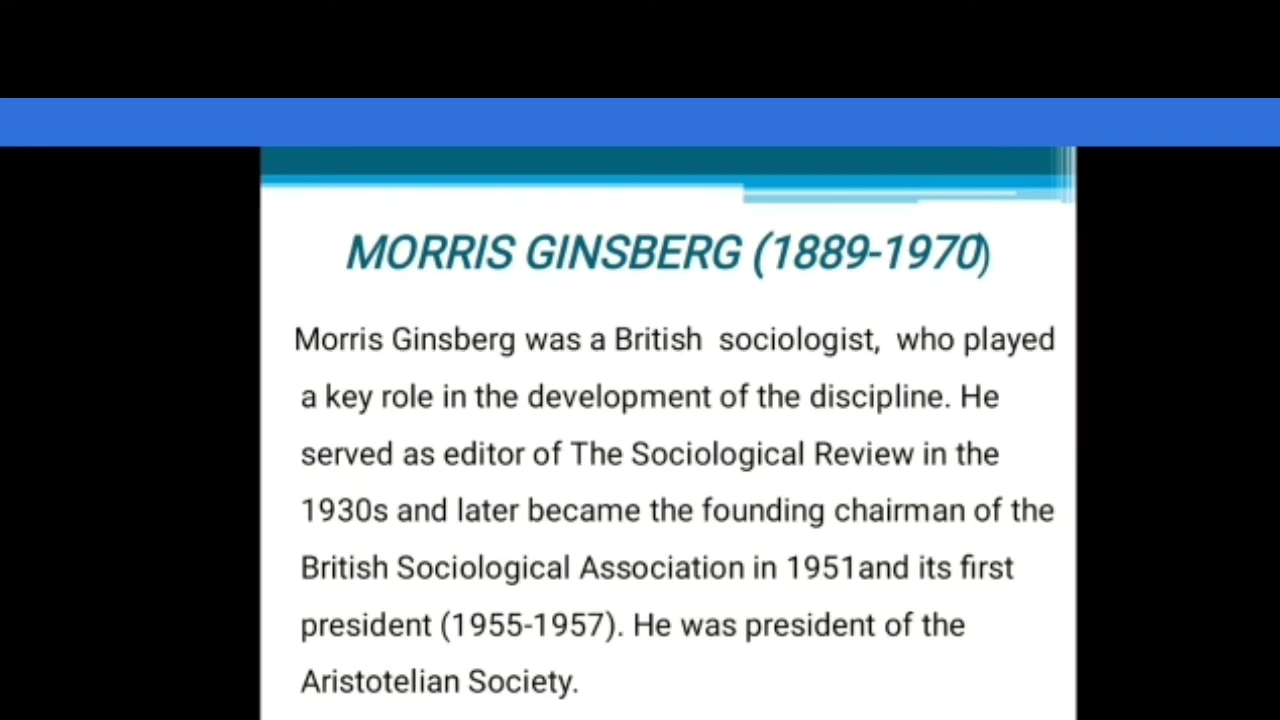 MORRIS GINSBERG (1889-1970)
Morris Ginsberg was a British sociologist, who played
a key role in the development of the discipline. He
served as editor of The Sociological Review in the
1930s and later became the founding chairman of the
British Sociological Association in 1951and its first
president (1955-1957). He was president of the
Aristotelian Society.